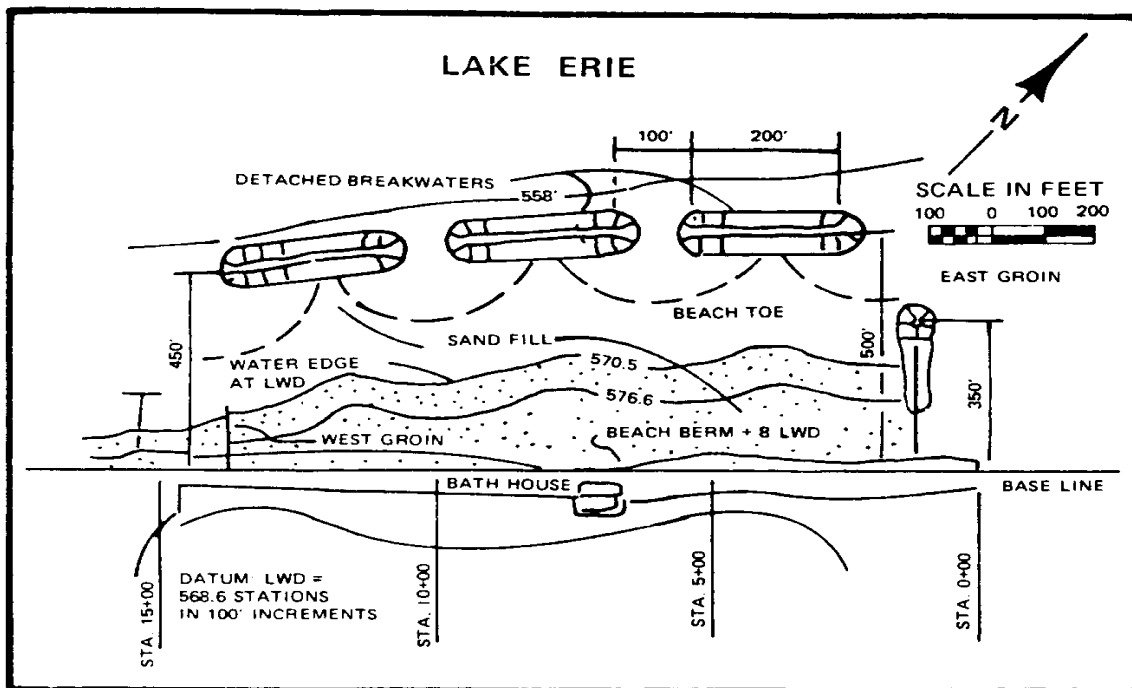 LAKE ERIE
N
100'
200'
DETACHED BREAKWATERS
558'
SCALE IN FEET
100 0 100 200
EAST GROIN
BEACH TOE
SAND FILL
450'
500'
350'
WATER EDGE
AT LWD
570.5
576.6
WEST GROIN
BEACH BERM + 8 LWD
BATH HOUSE
BASE LINE
DATUM: LWD =
568.6 STATIONS
IN 100' INCREMENTS
STA. 15+00
STA. 10+00
STA. 5+00
STA. 0+00